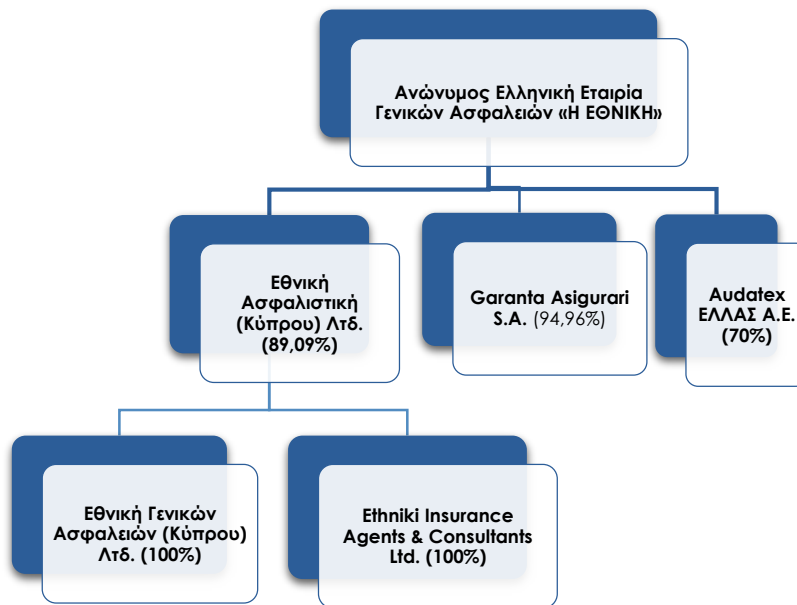 Ανώνυμος Ελληνική Εταιρία
Γενικών Ασφαλειών «Η ΕΘΝΙΚΗ»
Εθνική
Ασφαλιστική
(Κύπρου) Λτδ.
(89,09%)
Garanta Asigurari
S.A. (94,96%)
Audatex
ΕΛΛΑΣ Α.Ε.
(70%)
Εθνική Γενικών
Ασφαλειών (Κύπρου)
Λτδ. (100%)
Ethniki Insurance
Agents & Consultants
Ltd. (100%)